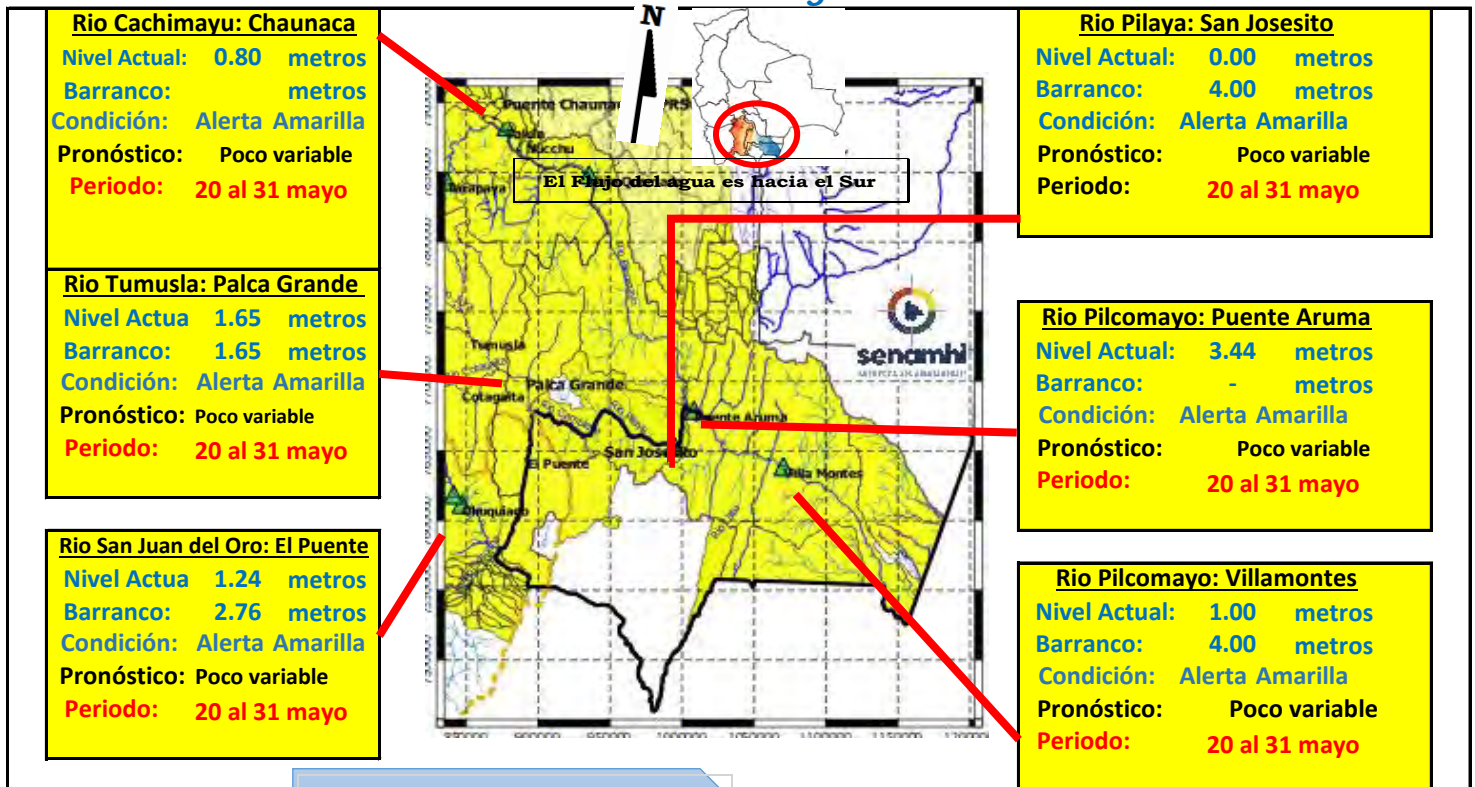 Rio Cachimayu: Chaunaca
Nivel Actual: 0.80 metros
Barranco: metros
Condición: Alerta Amarilla
Pronóstico: Poco variable
Periodo: 20 al 31 mayo
Rio Tumusla: Palca Grande
Nivel Actua 1.65 metros
Barranco: 1.65 metros
Condición: Alerta Amarilla
Pronóstico: Poco variable
Periodo: 20 al 31 mayo
Rio San Juan del Oro: El Puente
Nivel Actua 1.24 metros
Barranco: 2.76 metros
Condición: Alerta Amarilla
Pronóstico: Poco variable
Periodo: 20 al 31 mayo
N
Puente Chauna
Nucchu
El Flujo del agua es hacia el Sur
Tarapaya
senamhi
Tumusla
Palca Grande
Cotagaita
Puente Aruma
San Josesito
El Puente
Villa Montes
Chuquiago
Rio Pilaya: San Josesito
Nivel Actual: 0.00 metros
Barranco: 4.00 metros
Condición: Alerta Amarilla
Pronóstico: Poco variable
Periodo: 20 al 31 mayo
Rio Pilcomayo: Puente Aruma
Nivel Actual: 3.44 metros
Barranco: - metros
Condición: Alerta Amarilla
Pronóstico: Poco variable
Periodo: 20 al 31 mayo
Rio Pilcomayo: Villamontes
Nivel Actual: 1.00 metros
Barranco: 4.00 metros
Condición: Alerta Amarilla
Pronóstico: Poco variable
Periodo: 20 al 31 mayo